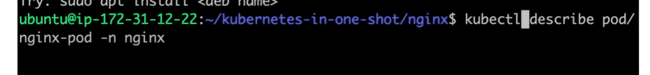 Try: sudo apt install <deb name>
ubuntu@ip-172-31-12-22:~/kubernetes-in-one-shot/nginx$ kubectl describe pod/
nginx-pod -n nginx